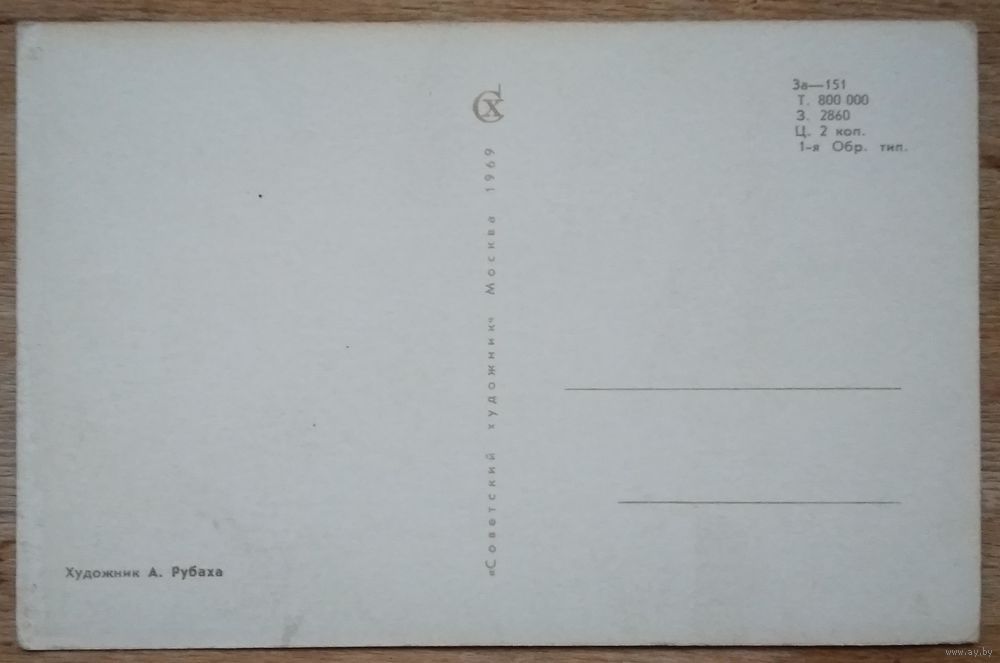 За—151
Т. 800 000
З. 2860
Ц. 2 коп.
1-я Обр. тип.
СХ
«Советский художник» Москва 1969
Художник А. Рубаха
www.ay.by